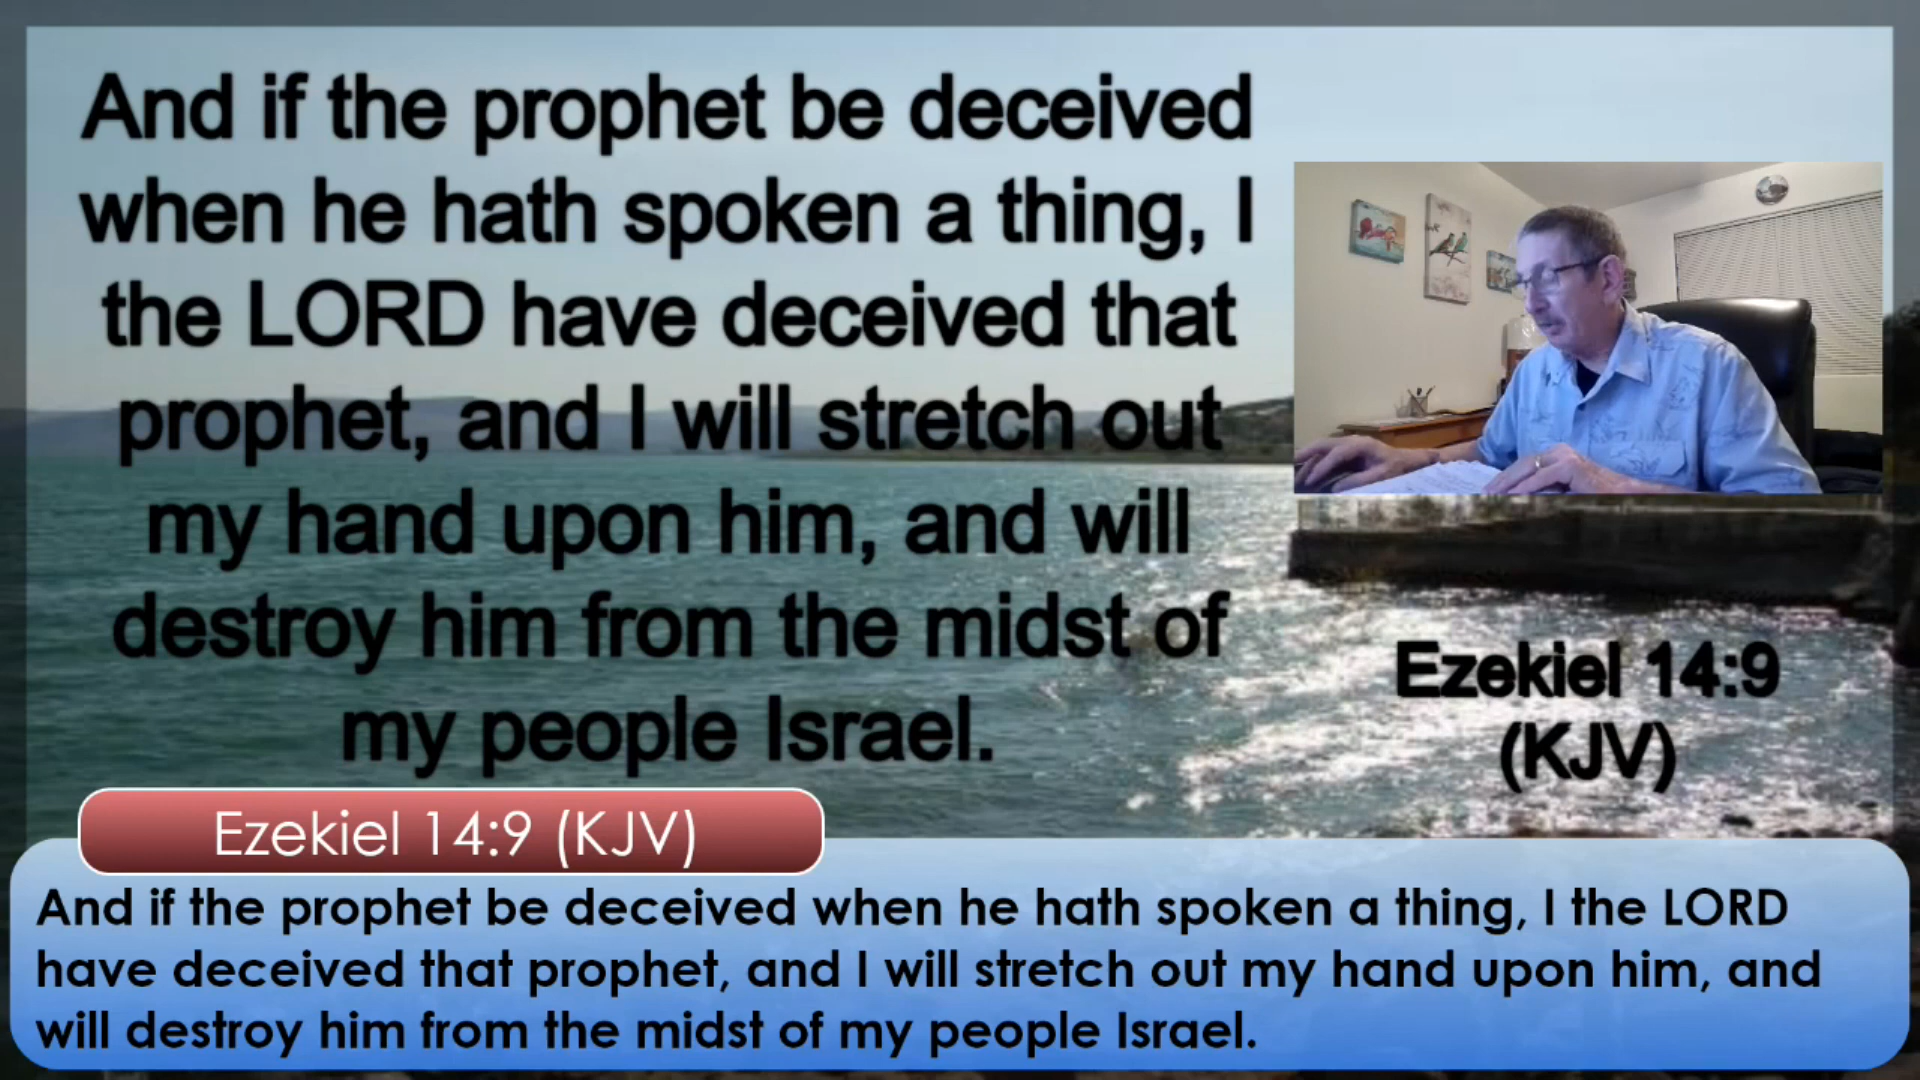 And if the prophet be deceived
when he hath spoken a thing, I
the LORD have deceived that
prophet, and I will stretch out
my hand upon him, and will
destroy him from the midst of
my people Israel.
Ezekiel 14:9
(KJV)
Ezekiel 14:9 (KJV)
And if the prophet be deceived when he hath spoken a thing, I the LORD
have deceived that prophet, and I will stretch out my hand upon him, and
will destroy him from the midst of my people Israel.